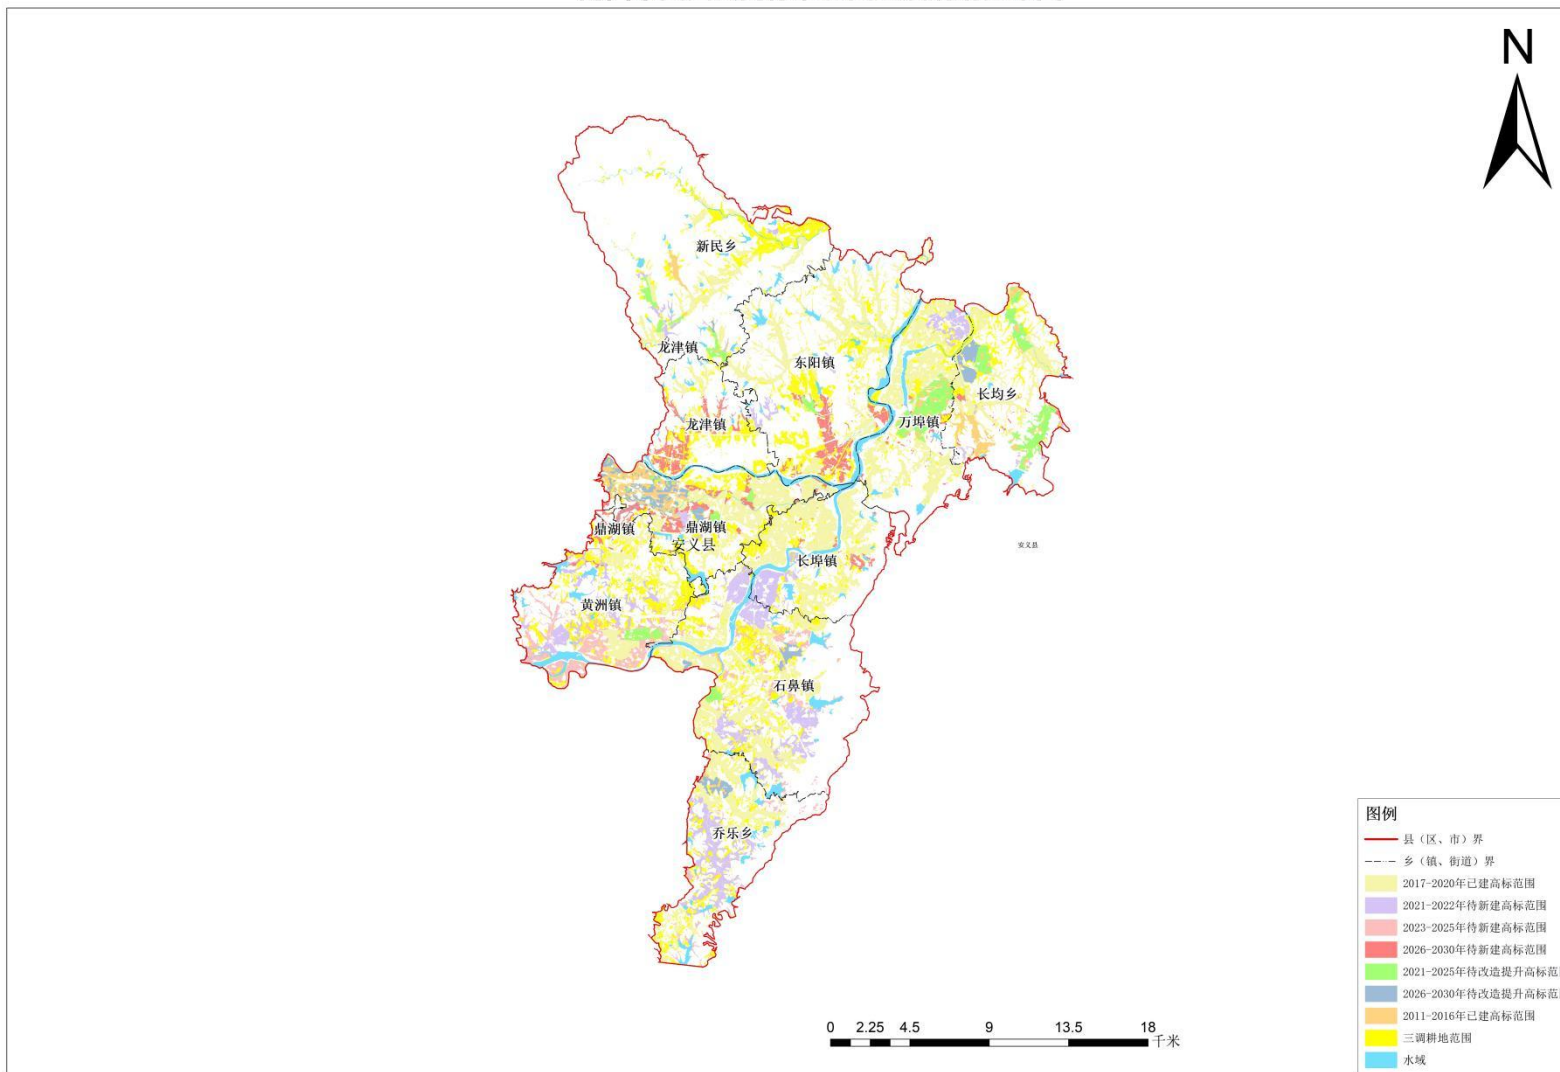 N
新民乡
龙津镇
东阳镇
长均乡
龙津镇
万埠镇
鼎湖镇
鼎湖镇
安义县
安义县
长埠镇
黄洲镇
石鼻镇
乔乐乡
图例
县（区、市）界
乡（镇、街道）界
2017-2020年已建高标范围
2021-2022年待新建高标范围
2023-2025年待新建高标范围
2026-2030年待新建高标范围
2021-2025年待改造提升高标范
2026-2030年待改造提升高标范
2011-2016年已建高标范围
三调耕地范围
水域
0 2.25 4.5 9 13.5 18
千米